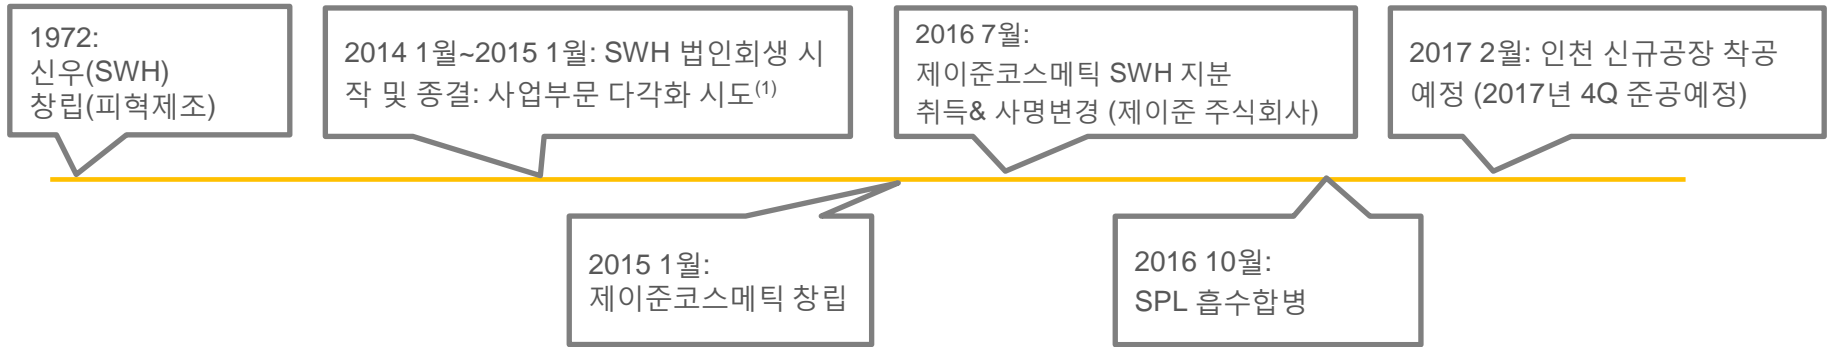 1972:
신우(SWH)
창립(피혁제조)
2014 1월~2015 1월: SWH 법인회생 시
작 및 종결: 사업부문 다각화 시도(1)
2016 7월:
제이준코스메틱 SWH 지분
취득& 사명변경 (제이준 주식회사)
2017 2월: 인천 신규공장 착공
예정 (2017년 4Q 준공예정)
2015 1월:
제이준코스메틱 창립
2016 10월:
SPL 흡수합병